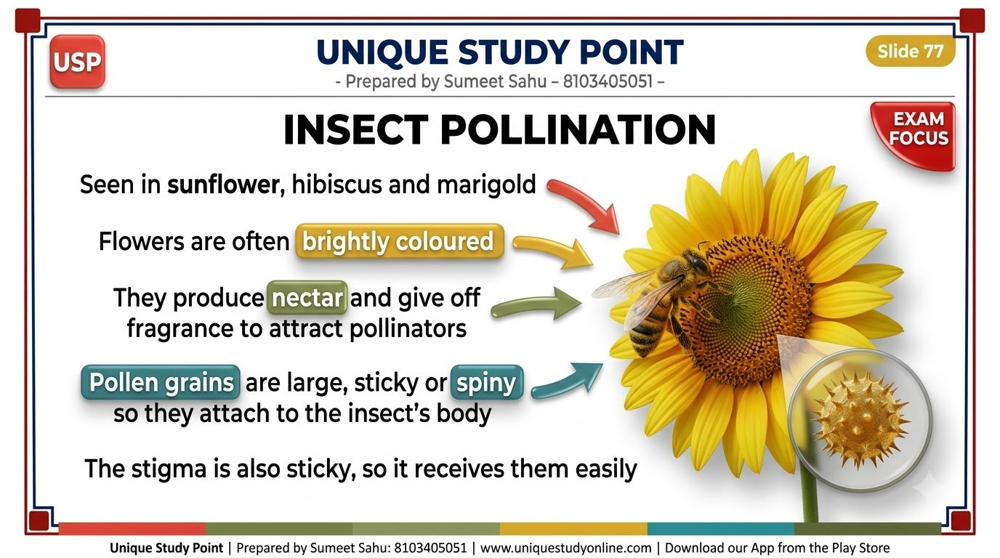 USP
UNIQUE STUDY POINT
- Prepared by Sumeet Sahu – 8103405051 –
Slide 77
EXAM
FOCUS
INSECT POLLINATION
Seen in sunflower, hibiscus and marigold
Flowers are often brightly coloured
They produce nectar and give off
fragrance to attract pollinators
Pollen grains are large, sticky or spiny
so they attach to the insect's body
The stigma is also sticky, so it receives them easily
Unique Study Point | Prepared by Sumeet Sahu: 8103405051 | www.uniquestudyonline.com | Download our App from the Play Store